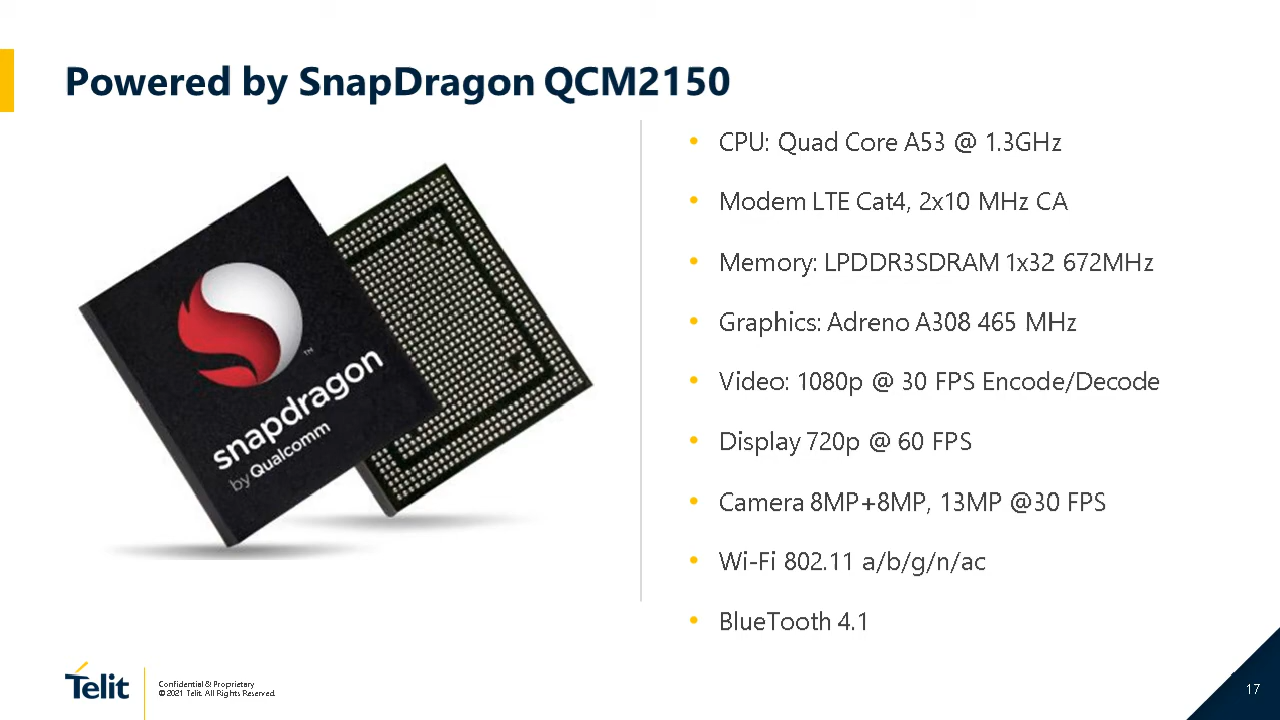 Powered by SnapDragon QCM2150
snapdragon
by Qualcomm
TM
• CPU: Quad Core A53 @ 1.3GHz
• Modem LTE Cat4, 2x10 MHz CA
• Memory: LPDDR3SDRAM 1x32 672MHz
• Graphics: Adreno A308 465 MHz
• Video: 1080p @ 30 FPS Encode/Decode
• Display 720p @ 60 FPS
• Camera 8MP+8MP, 13MP @30 FPS
• Wi-Fi 802.11 a/b/g/n/ac
• BlueTooth 4.1
Telit
Confidential & Proprietary
© 2021 Telit. All Rights Reserved.
17